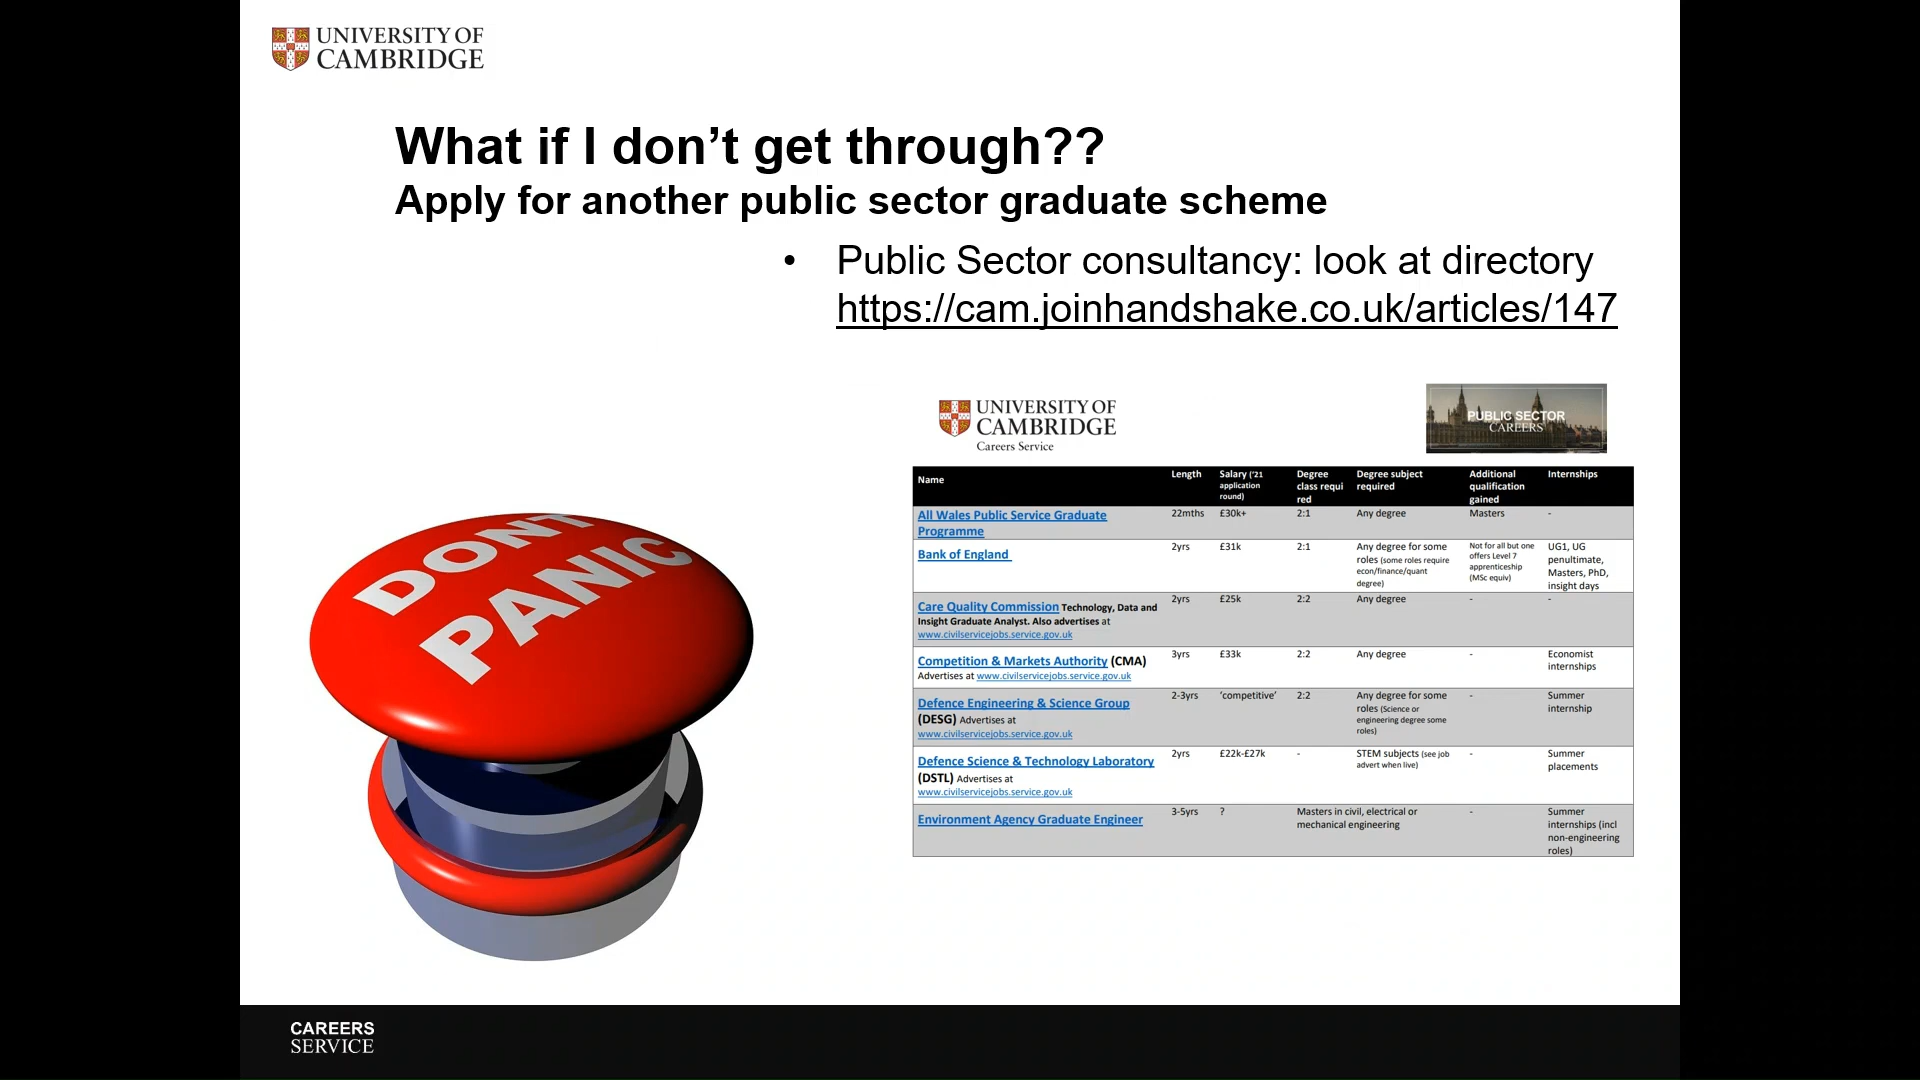 UNIVERSITY OF
CAMBRIDGE
What if I don’t get through??
Apply for another public sector graduate scheme
• Public Sector consultancy: look at directory
https://cam.joinhandshake.co.uk/articles/147
DON'T
PANIC
UNIVERSITY OF
CAMBRIDGE
Careers Service
PUBLIC SECTOR
CAREERS
Name
Length
Salary (’21
application
round)
Degree
class requi
red
Degree subject
required
Additional
qualification
gained
Internships
All Wales Public Service Graduate
Programme
22mths
£30k+
2:1
Any degree
Masters
-
Bank of England
2yrs
£31k
2:1
Any degree for some
roles (some roles require
econ/finance/quant
degree)
Not for all but one
offers Level 7
apprenticeship
(MSc equiv)
UG1, UG
penultimate,
Masters, PhD,
insight days
Care Quality Commission Technology, Data and
Insight Graduate Analyst. Also advertises at
www.civilservicejobs.service.gov.uk
2yrs
£25k
2:2
Any degree
-
-
Competition & Markets Authority (CMA)
Advertises at www.civilservicejobs.service.gov.uk
3yrs
£33k
2:2
Any degree
-
Economist
internships
Defence Engineering & Science Group
(DESG) Advertises at
www.civilservicejobs.service.gov.uk
2-3yrs
‘competitive’
2:2
Any degree for some
roles (Science or
engineering degree some
roles)
-
Summer
internship
Defence Science & Technology Laboratory
(DSTL) Advertises at
www.civilservicejobs.service.gov.uk
2yrs
£22k-£27k
-
STEM subjects (see job
advert when live)
-
Summer
placements
Environment Agency Graduate Engineer
3-5yrs
?
Masters in civil, electrical or
mechanical engineering
-
Summer
internships (incl
non-engineering
roles)
CAREERS
SERVICE